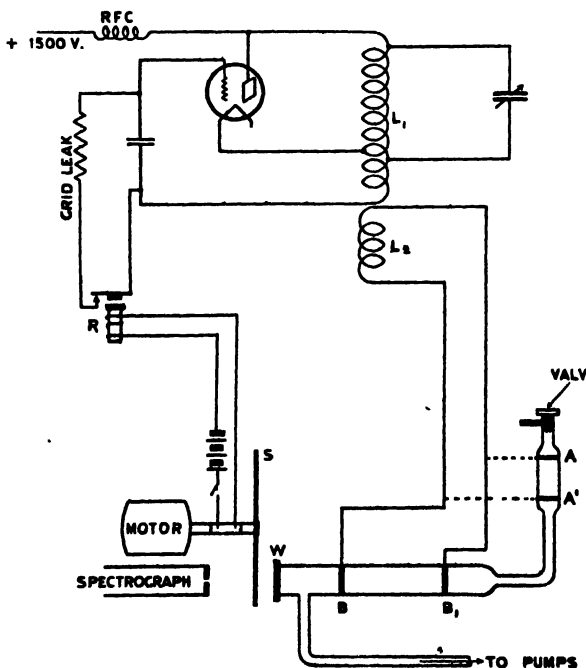 RFC
+ 1500 V.
L₁
GRID LEAK
L₂
R
VALV
S
A
A'
MOTOR
W
SPECTROGRAPH
B
B₁
TO PUMPS